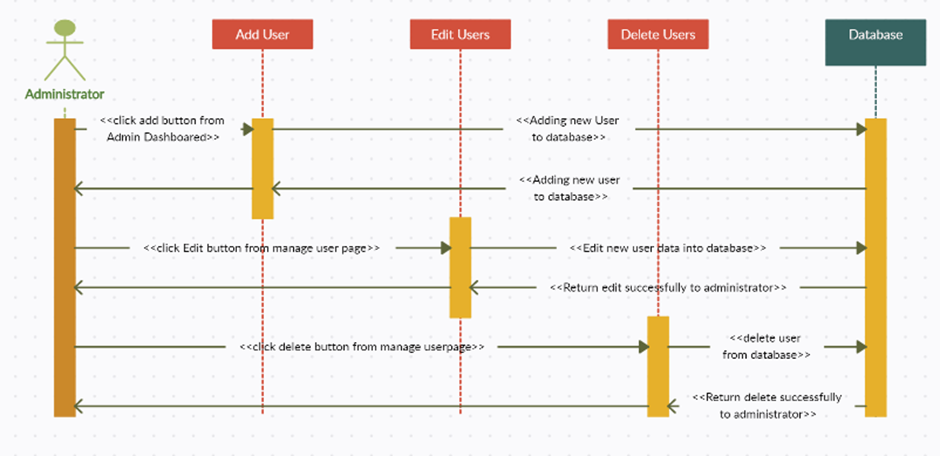 Add User
Edit Users
Delete Users
Database
Administrator
<<click add button from
Admin Dashboared>>
<<Adding new User
to database>>
<<Adding new user
to database>>
<<click Edit button from manage user page>>
<<Edit new user data into database>>
<<Return edit successfully to administrator>>
<<click delete button from manage userpage>>
<<delete user
from database>>
<<Return delete successfully
to administrator>>